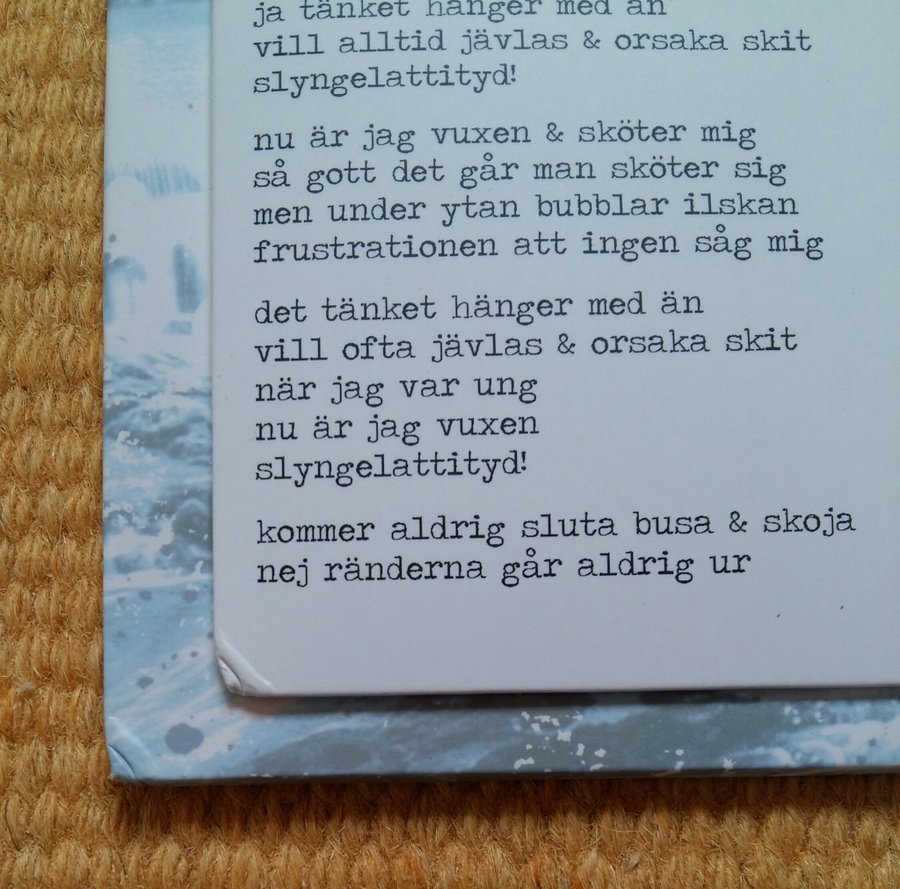 ja tänket hänger med än
vill alltid jävlas & orsaka skit
slyngelattityd!
nu är jag vuxen & sköter mig
så gott det går man sköter sig
men under ytan bubblar ilskan
frustrationen att ingen såg mig
det tänket hänger med än
vill ofta jävlas & orsaka skit
när jag var ung
nu är jag vuxen
slyngelattityd!
kommer aldrig sluta busa & skoja
nej ränderna går aldrig ur